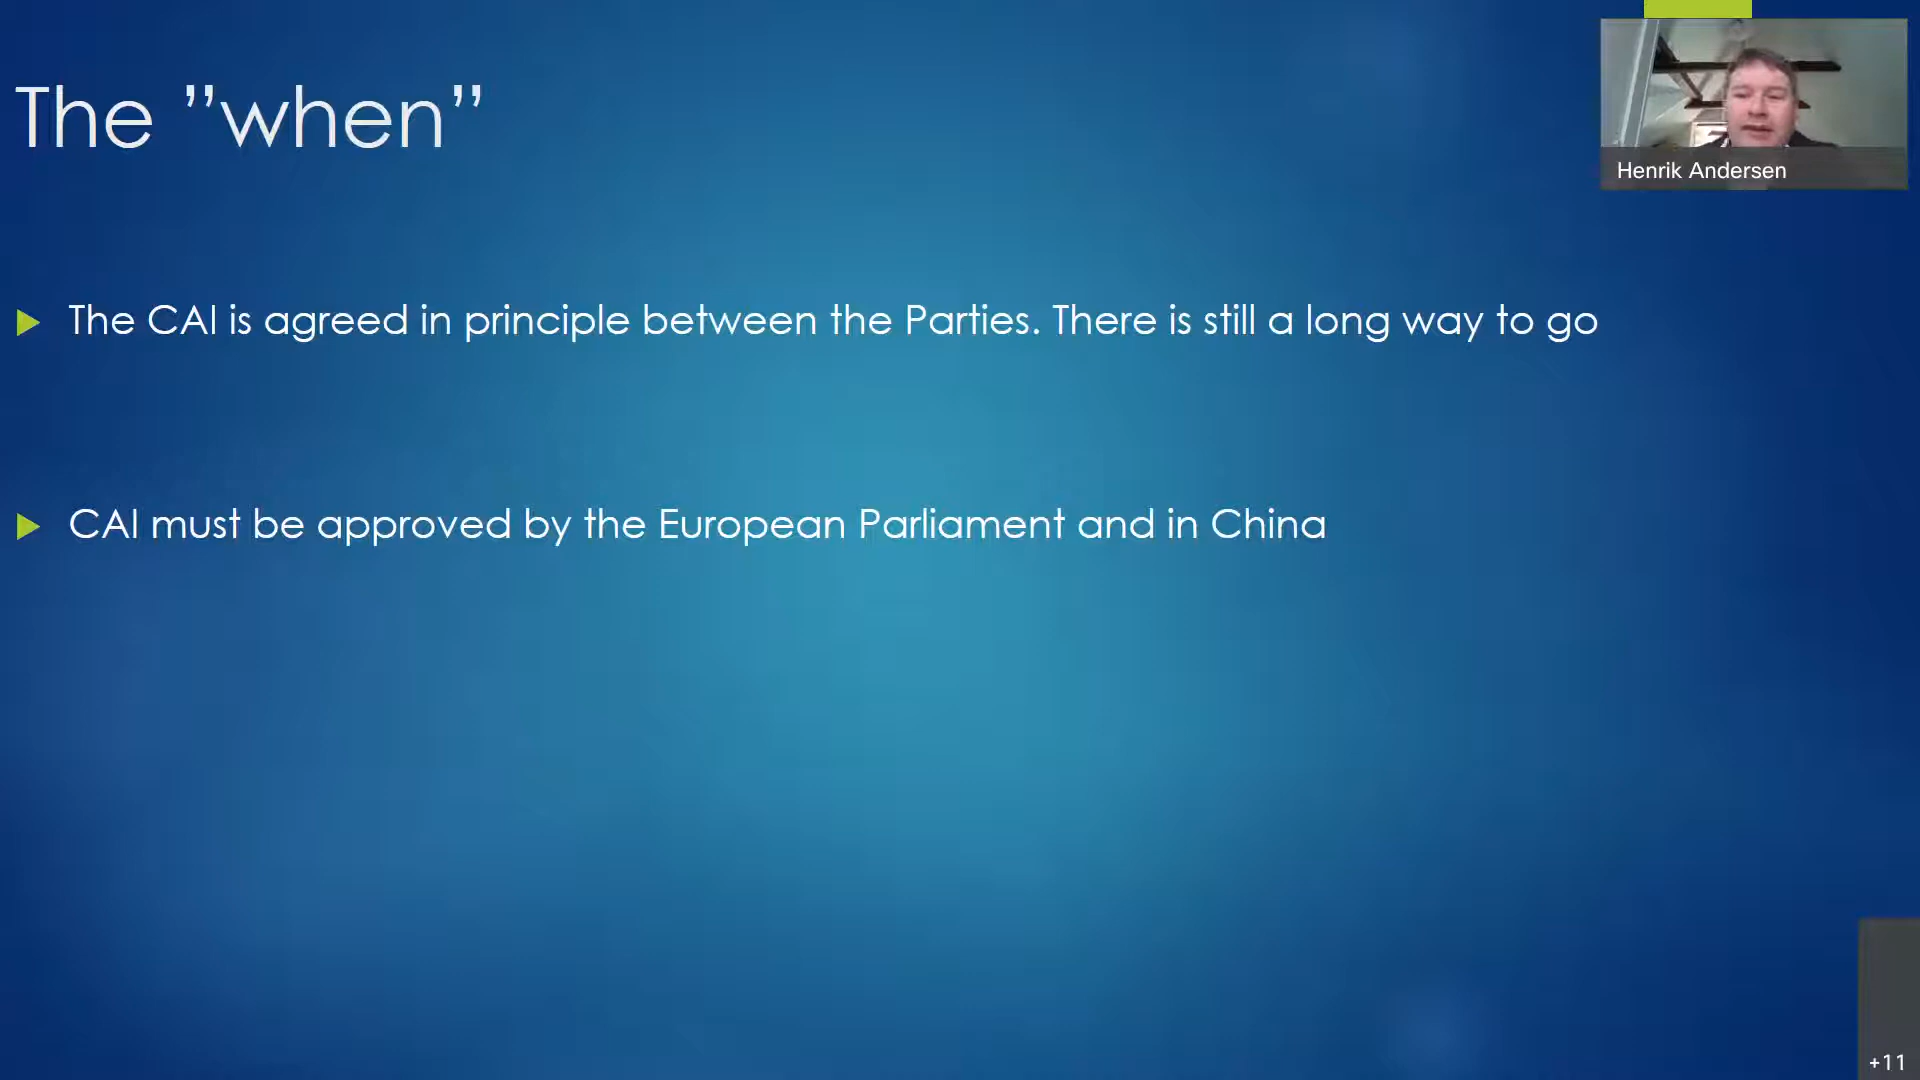 The ”when”
Henrik Andersen
The CAI is agreed in principle between the Parties. There is still a long way to go
CAI must be approved by the European Parliament and in China
+11